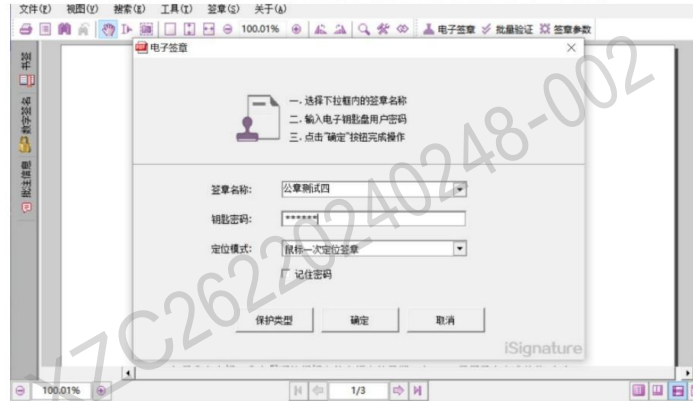 文件(F) 视图(V) 搜索(R) 工具(T) 签章(S) 关于(A)
100.01% 电子签章 批量验证 签章参数
电子签章
书签
数字签名
批注信息
一. 选择下拉框内的签章名称
二. 输入电子钥匙盘用户密码
三. 点击"确定"按钮完成操作
签章名称: 公章测试四
钥匙密码: ******
定位模式: 鼠标一次定位签章
记住密码
保护类型 确定 取消
iSignature
100.01% 1/3
KZC26220240248-002